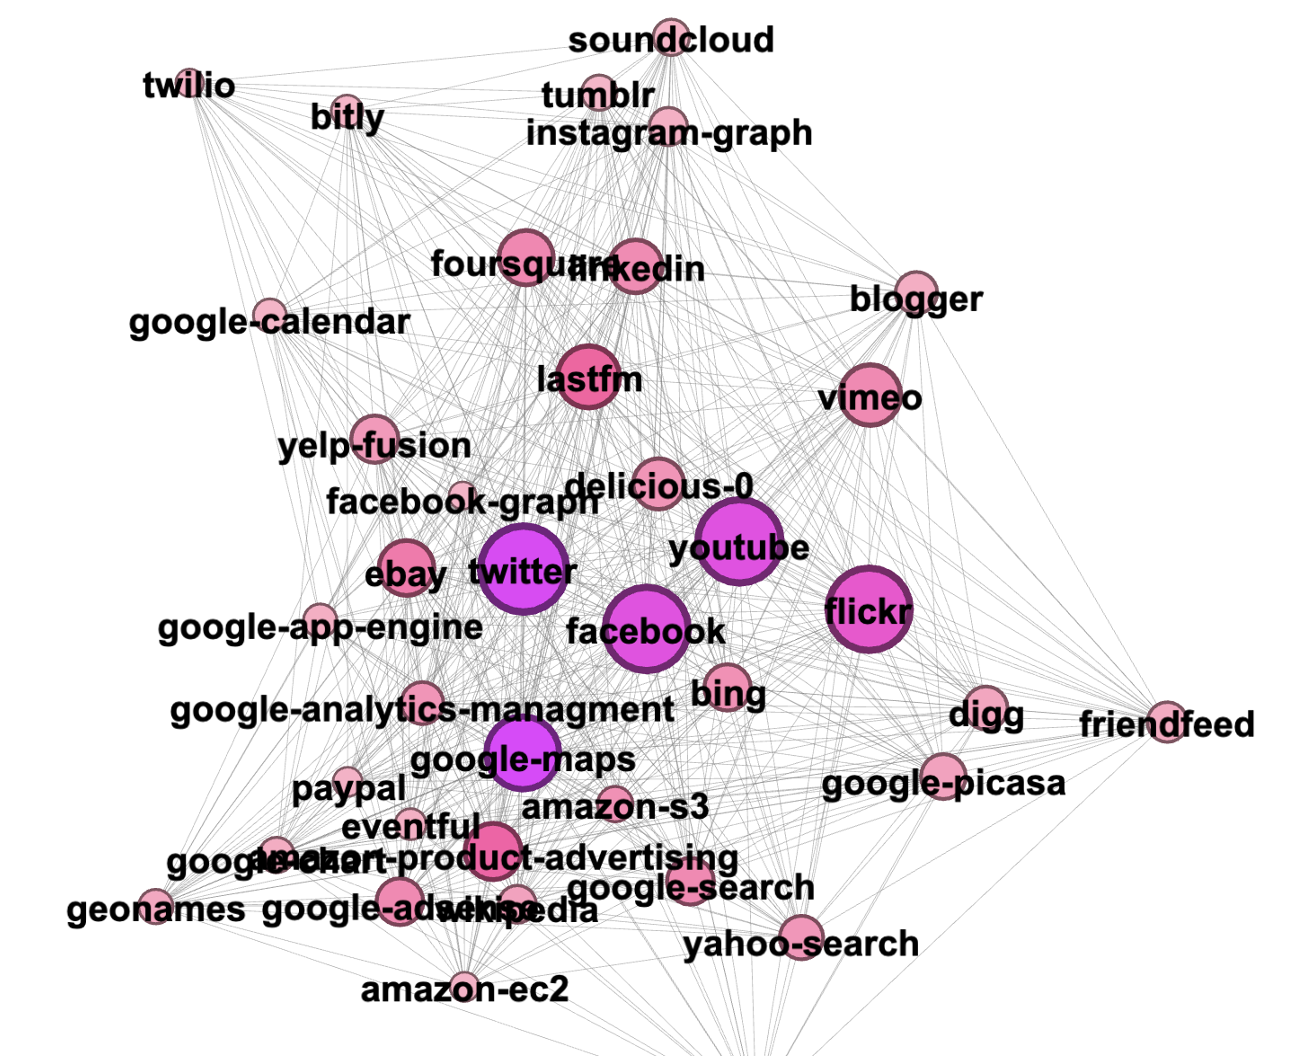 soundcloud
twilio
tumblr
bitly
instagram-graph
foursquare
linkedin
blogger
google-calendar
lastfm
vimeo
yelp-fusion
delicious-0
facebook-graph
youtube
twitter
ebay
flickr
google-app-engine
facebook
bing
google-analytics-managment
digg
friendfeed
google-maps
google-picasa
paypal
amazon-s3
eventful
google-chart
amazon-product-advertising
google-search
geonames
google-adsense
wikipedia
yahoo-search
amazon-ec2